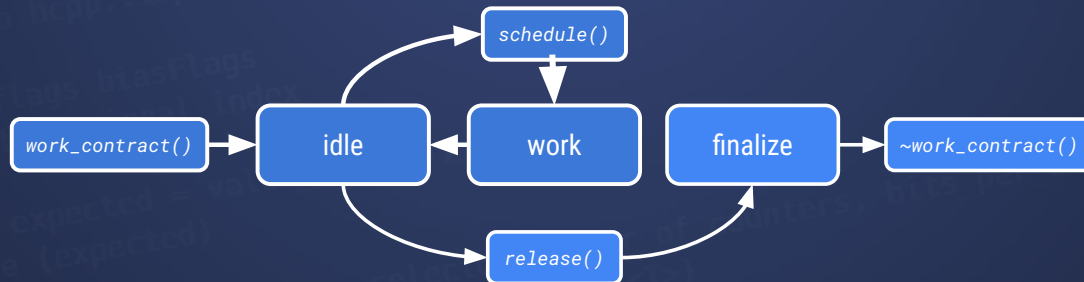 schedule()
work_contract()
idle
work
finalize
~work_contract()
release()